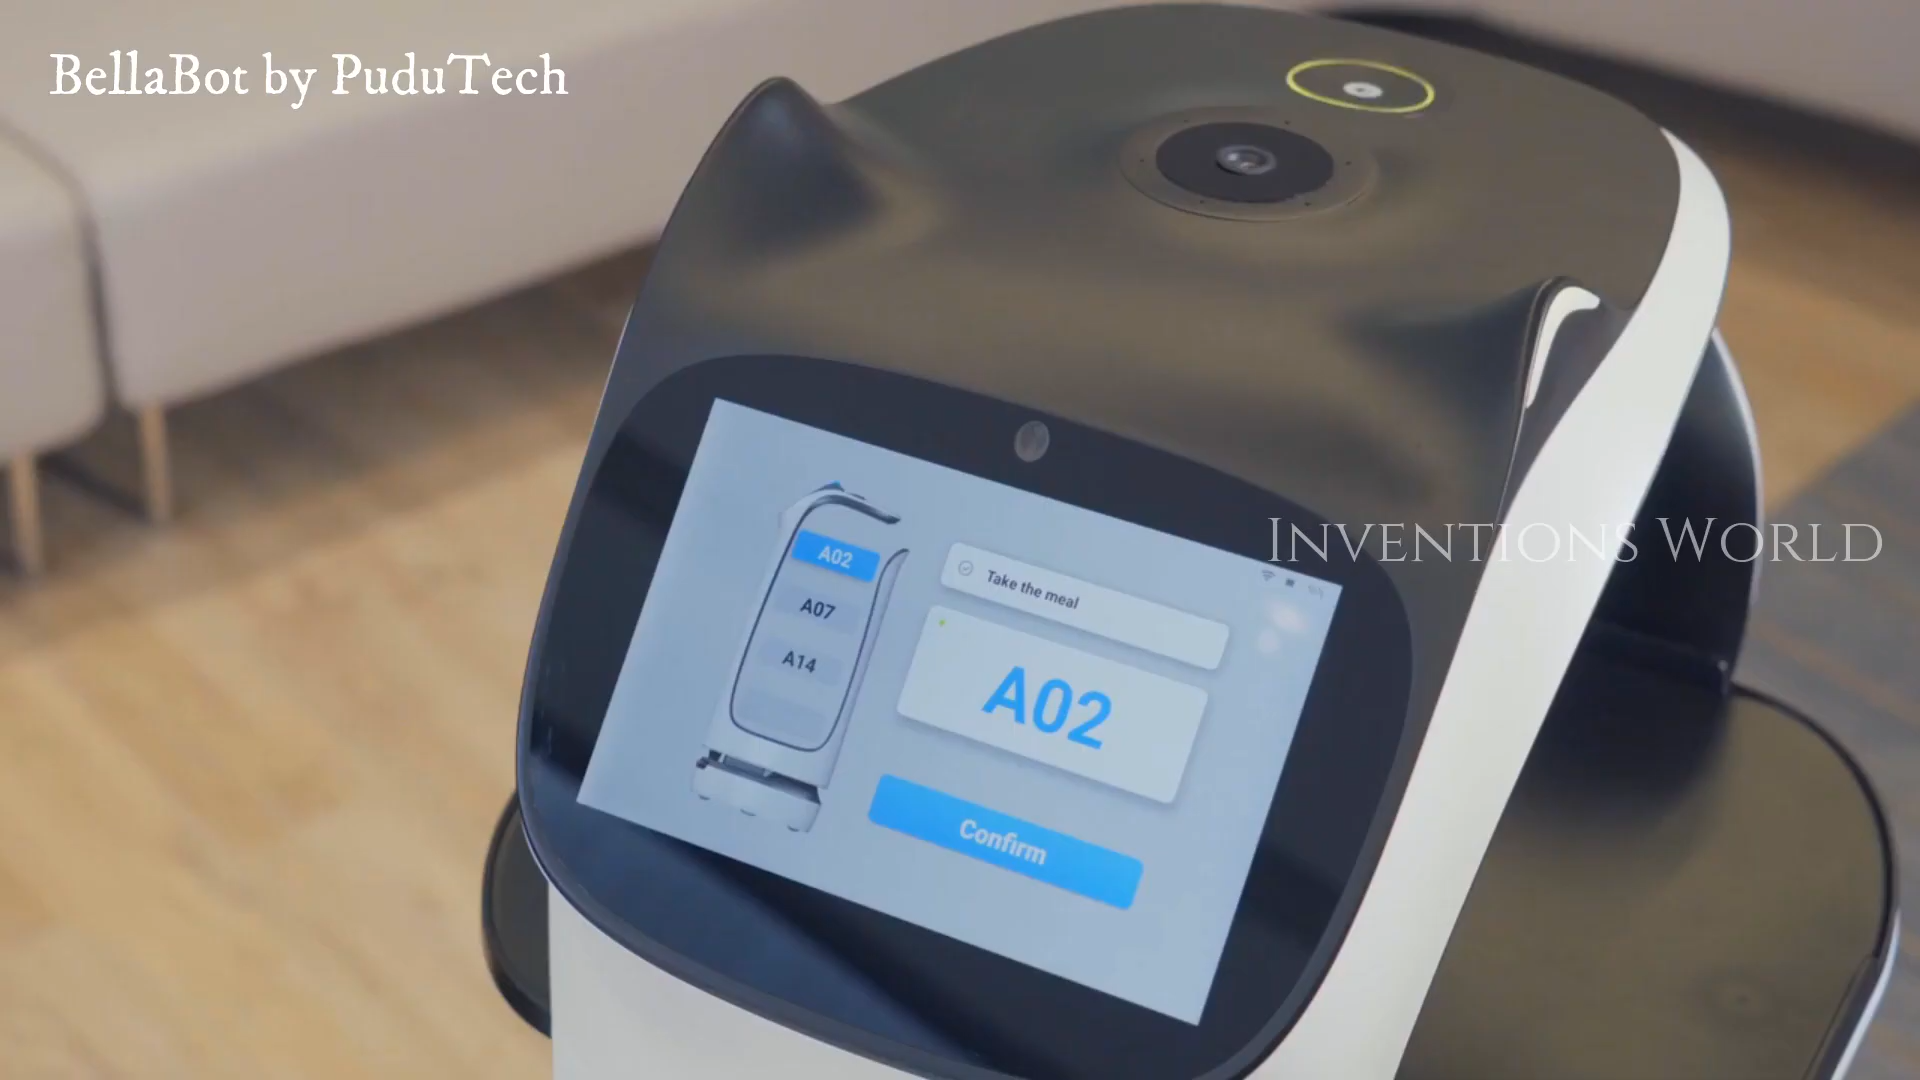 BellaBot by PuduTech
INVENTIONS WORLD
A02
A07
A14
Take the meal
A02
Confirm